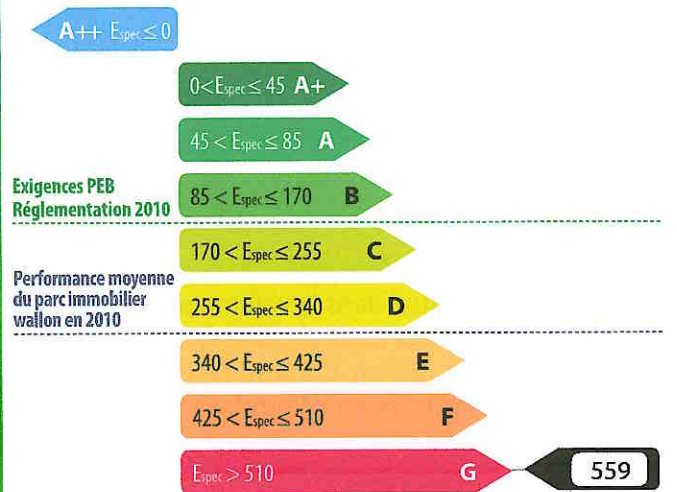 A++ Espec ≤ 0
0 < Espec ≤ 45 A+
45 < Espec ≤ 85 A
Exigences PEB
Réglementation 2010
85 < Espec ≤ 170 B
170 < Espec ≤ 255 C
Performance moyenne
du parc immobilier
wallon en 2010
255 < Espec ≤ 340 D
340 < Espec ≤ 425 E
425 < Espec ≤ 510 F
Espec > 510 G 559